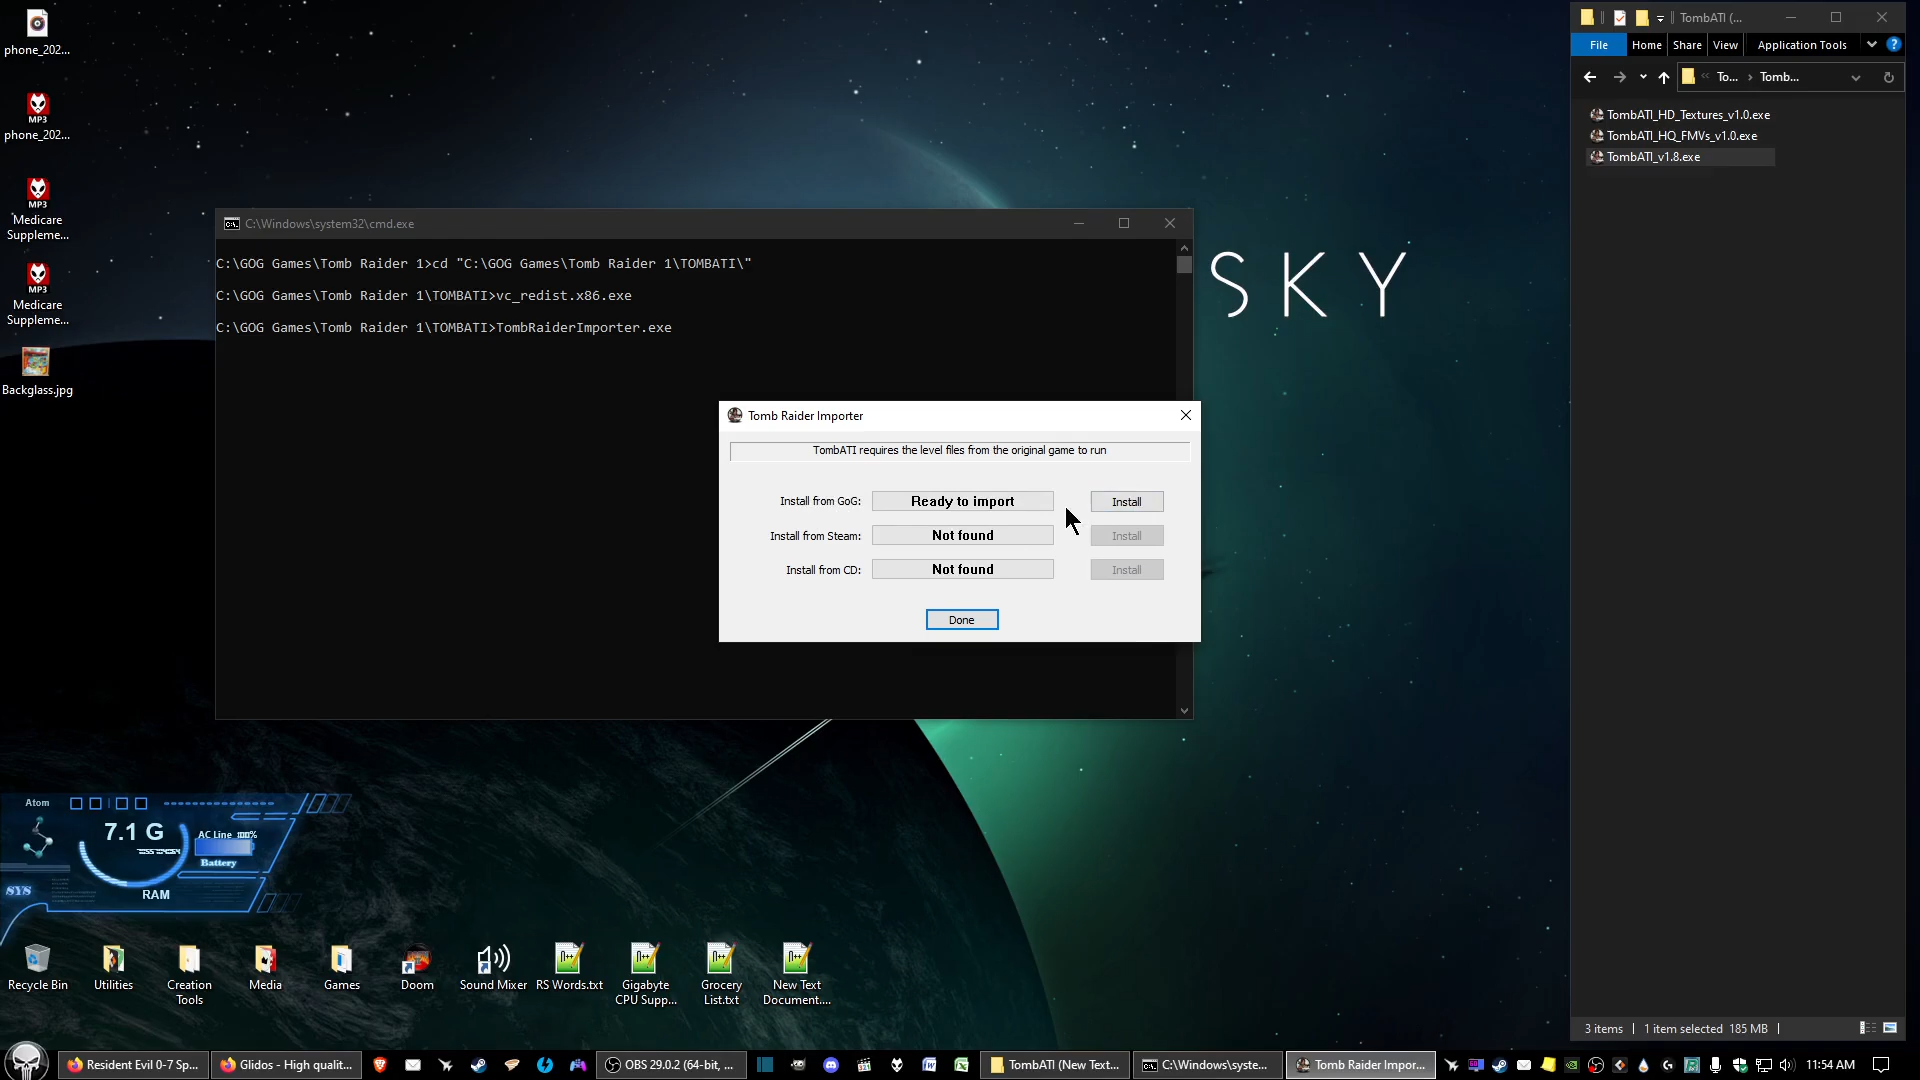 phone_202...
MP3
phone_202...
MP3
Medicare
Suppleme...
MP3
Medicare
Suppleme...
Backglass.jpg
SKY
TombATI (...
File
Home
Share
View
Application Tools
To...
Tomb...
TombATI_HD_Textures_v1.0.exe
TombATI_HQ_FMVs_v1.0.exe
TombATI_v1.8.exe
3 items
1 item selected 185 MB
C:\Windows\system32\cmd.exe
C:\GOG Games\Tomb Raider 1>cd "C:\GOG Games\Tomb Raider 1\TOMBATI\"
C:\GOG Games\Tomb Raider 1\TOMBATI>vc_redist.x86.exe
C:\GOG Games\Tomb Raider 1\TOMBATI>TombRaiderImporter.exe
Tomb Raider Importer
TombATI requires the level files from the original game to run
Install from GoG: Ready to import Install
Install from Steam: Not found Install
Install from CD: Not found Install
Done
Atom
7.1 G
RAM
AC Line 100%
Battery
SYS
Recycle Bin
Utilities
Creation
Tools
Media
Games
Doom
Sound Mixer
RS Words.txt
Gigabyte
CPU Supp...
Grocery
List.txt
New Text
Document....
Resident Evil 0-7 Sp...
Glidos - High qualit...
OBS 29.0.2 (64-bit, ...
TombATI (New Text...
C:\Windows\syste...
Tomb Raider Impor...
11:54 AM